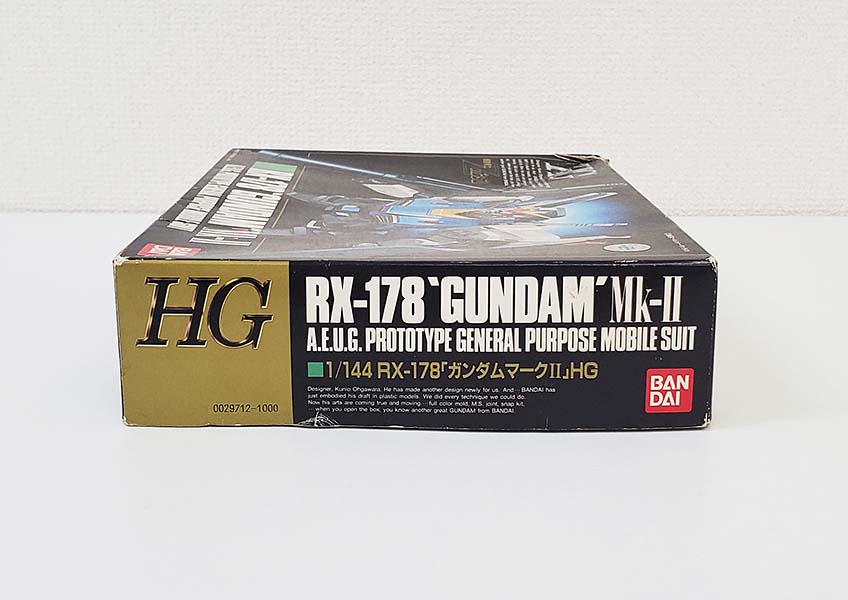 HG
0029712-1000
RX-178 `GUNDAM´ Mk-II
A.E.U.G. PROTOTYPE GENERAL PURPOSE MOBILE SUIT
1/144 RX-178「ガンダムマークII」HG
Designer, Kunio Ohgawara. He has made another design newly for us. And… BANDAI has
just embodied his draft in plastic models. We did every technique we could do.
Now his arts are coming true and moving.…full color mold, M.S. joint, snap kit,
…when you open the box, you know another great GUNDAM from BANDAI.
BAN
DAI